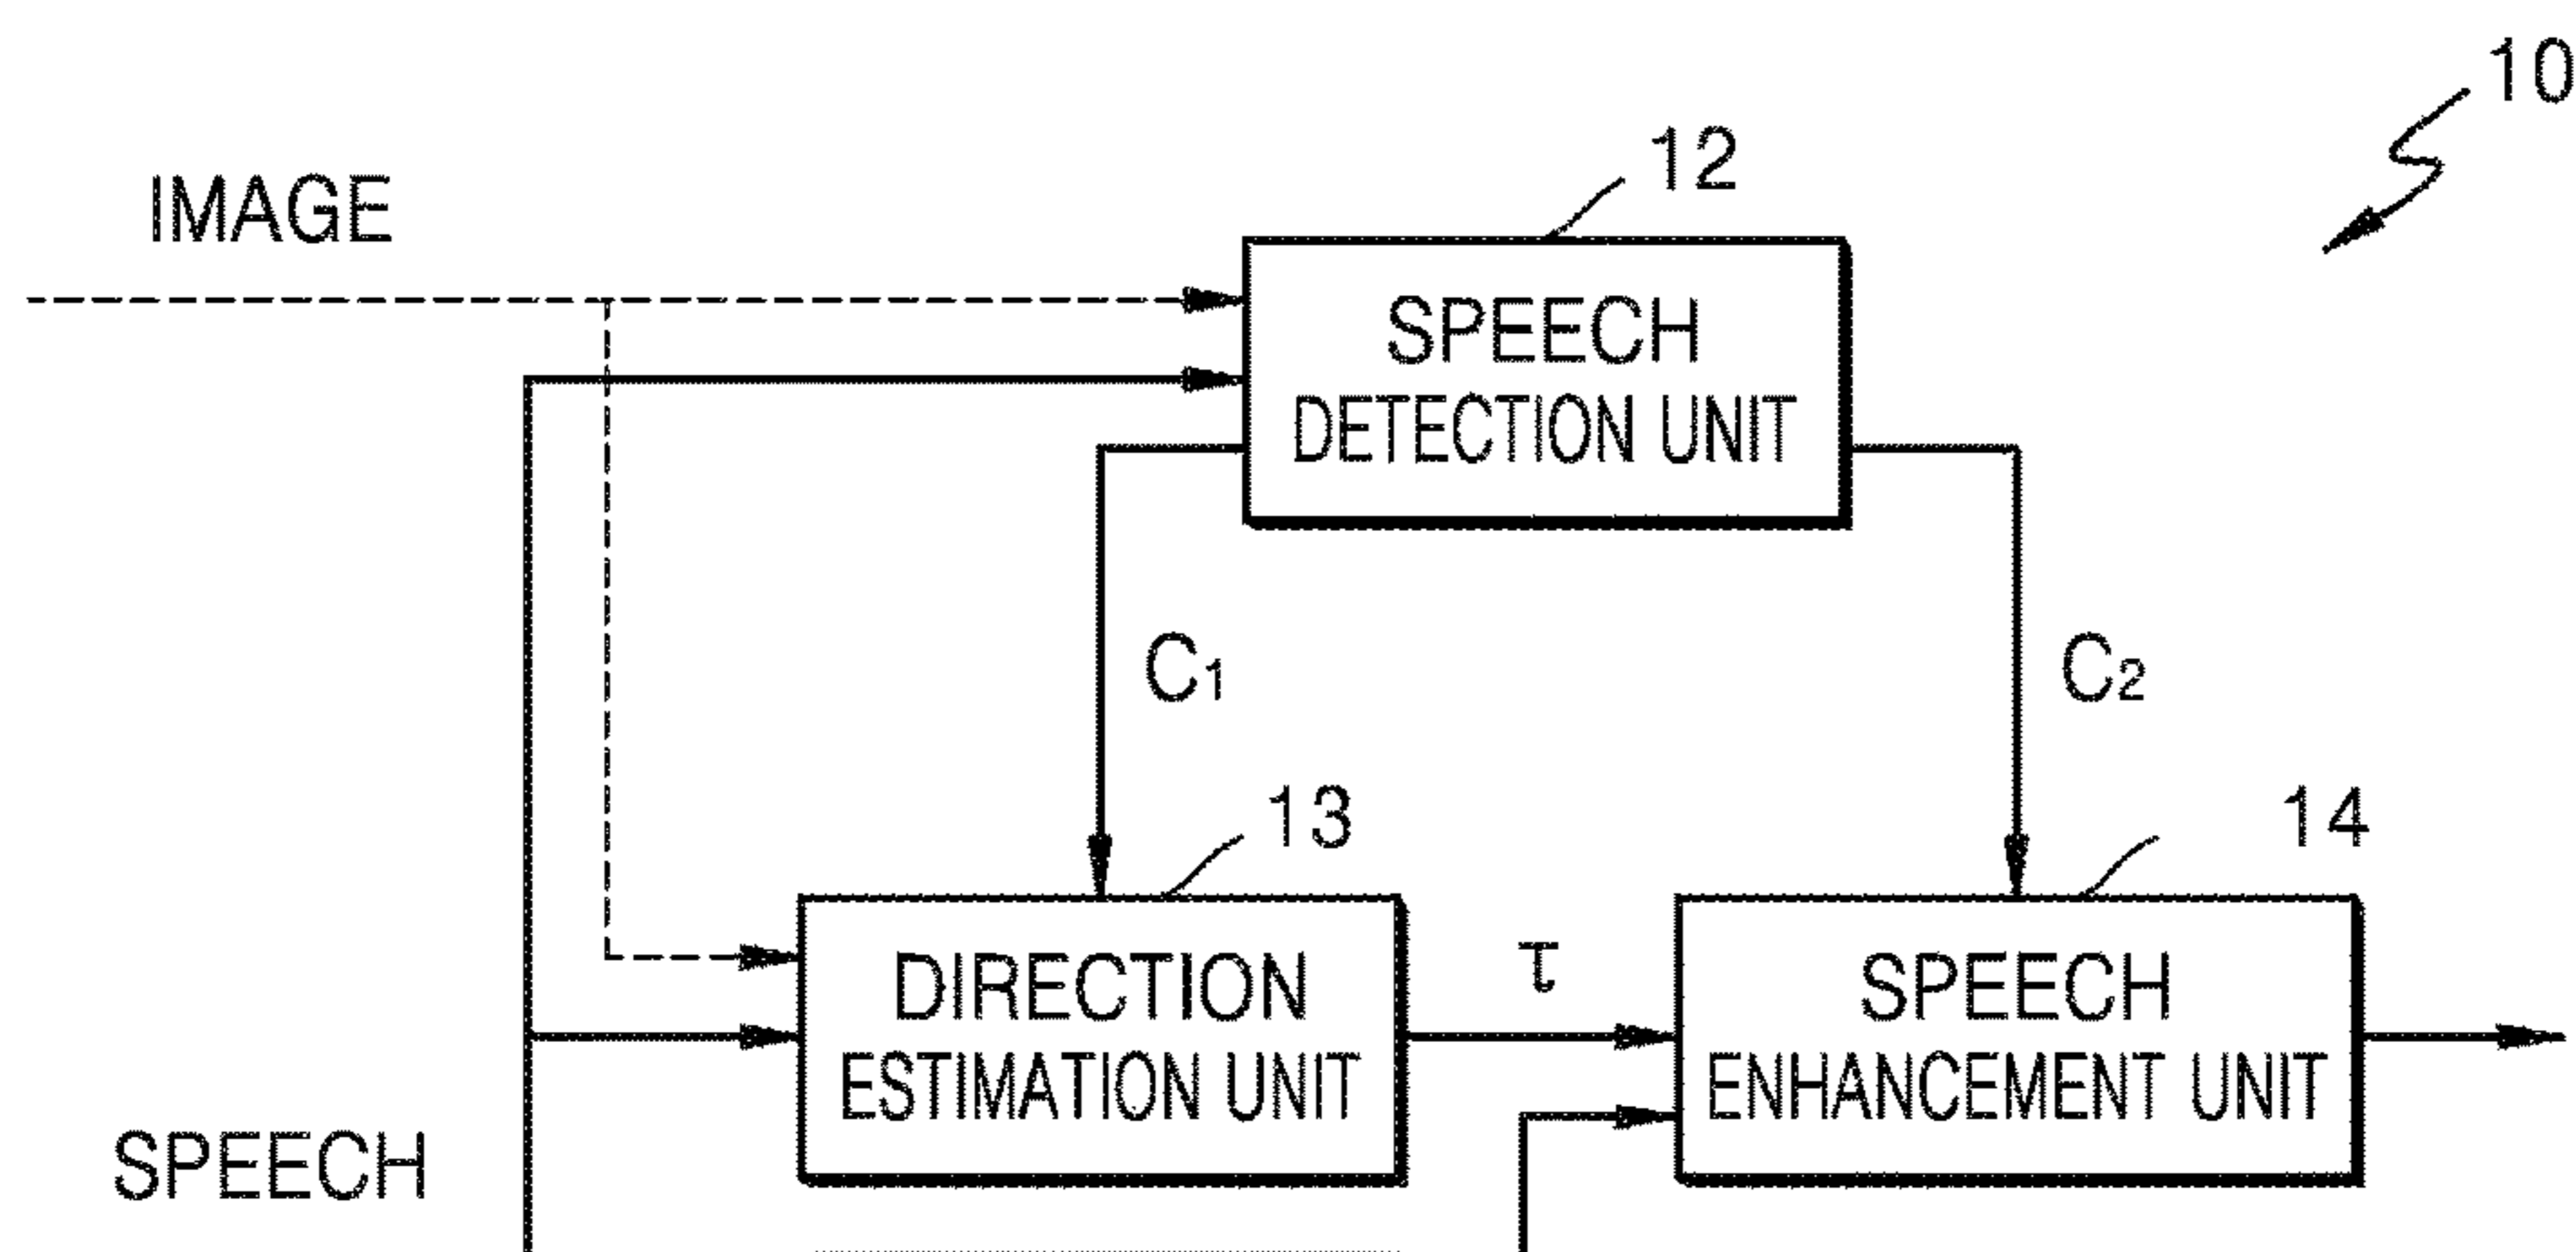 10
12
IMAGE
SPEECH
DETECTION UNIT
C1
C2
13
14
DIRECTION
ESTIMATION UNIT
τ
SPEECH
ENHANCEMENT UNIT
SPEECH